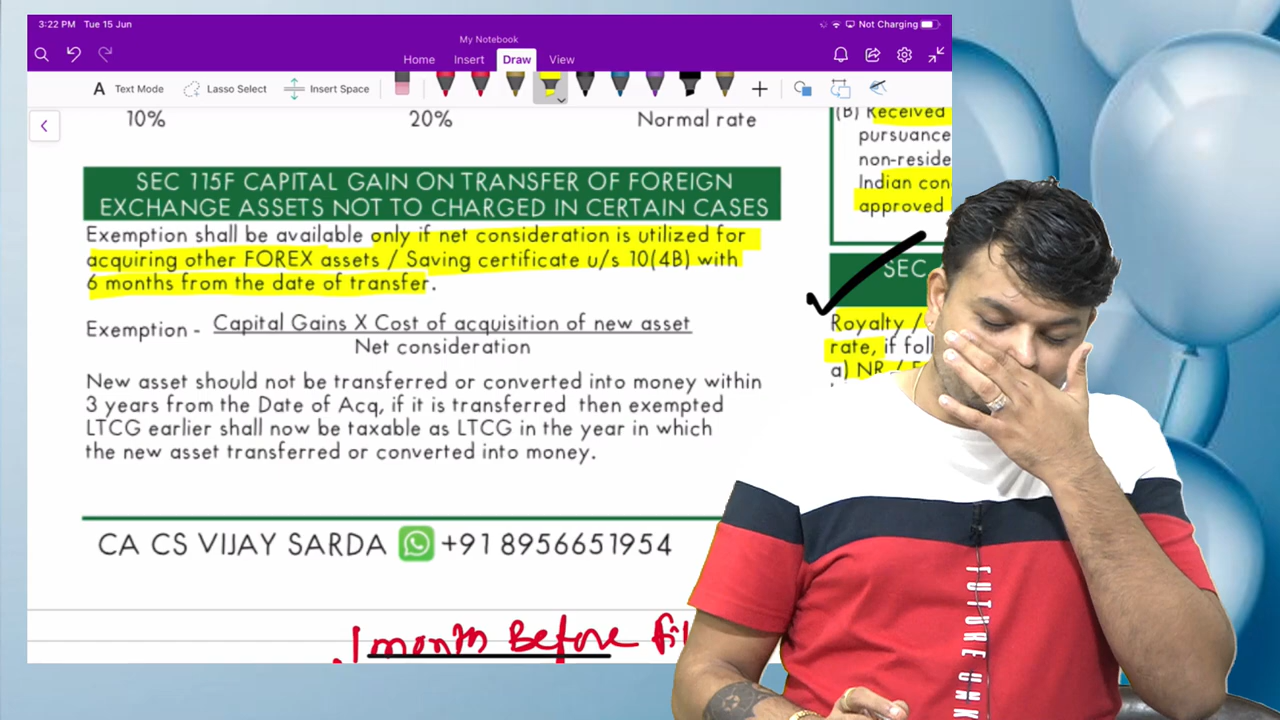 3:22 PM Tue 15 Jun
Not Charging
My Notebook
Home Insert Draw View
Text Mode Lasso Select Insert Space
10% 20% Normal rate
SEC 115F CAPITAL GAIN ON TRANSFER OF FOREIGN
EXCHANGE ASSETS NOT TO CHARGED IN CERTAIN CASES
Exemption shall be available only if net consideration is utilized for
acquiring other FOREX assets / Saving certificate u/s 10(4B) with
6 months from the date of transfer.
Exemption - Capital Gains X Cost of acquisition of new asset
Net consideration
New asset should not be transferred or converted into money within
3 years from the Date of Acq, if it is transferred then exempted
LTCG earlier shall now be taxable as LTCG in the year in which
the new asset transferred or converted into money.
CA CS VIJAY SARDA +91 8956651954
1 month Before
(B) Received
pursuance
non-reside
Indian con
approved
SEC
Royalty /
rate, if foll
a) NR /
FUTURE